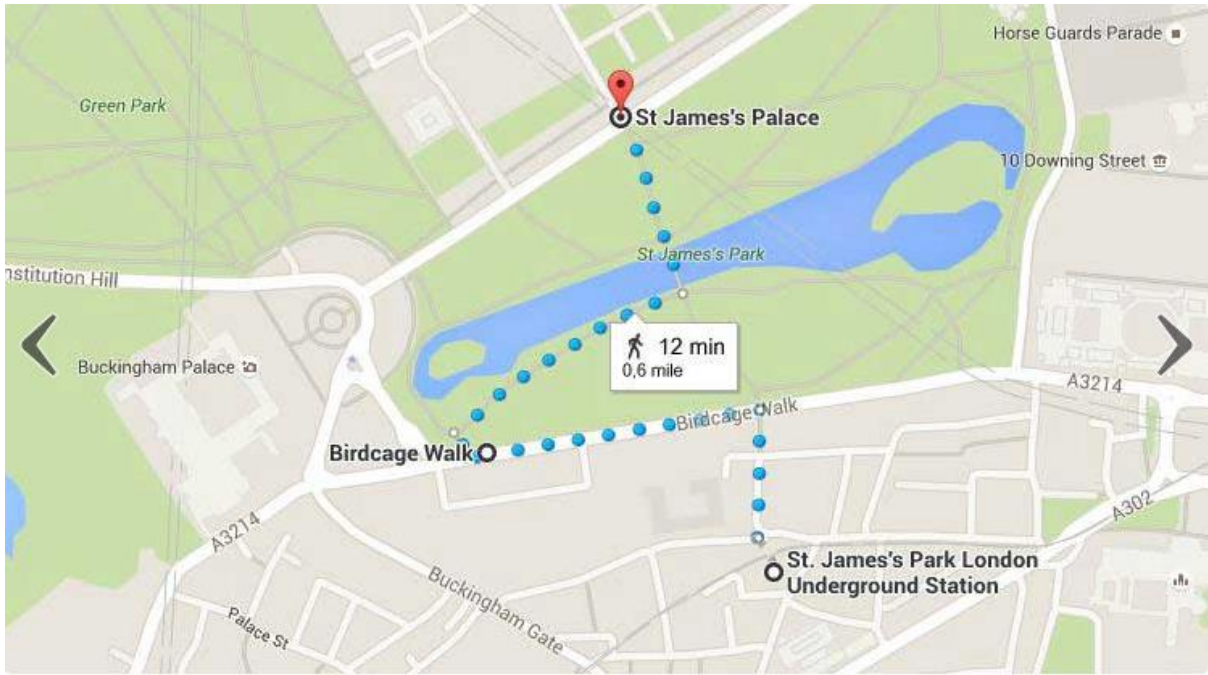 Horse Guards Parade
Green Park
St James's Palace
10 Downing Street
St James's Park
nstitution Hill
12 min
0,6 mile
Buckingham Palace
A3214
Birdcage Walk
Birdcage Walk
A302
A3214
St. James's Park London
Underground Station
Buckingham Gate
Palace St